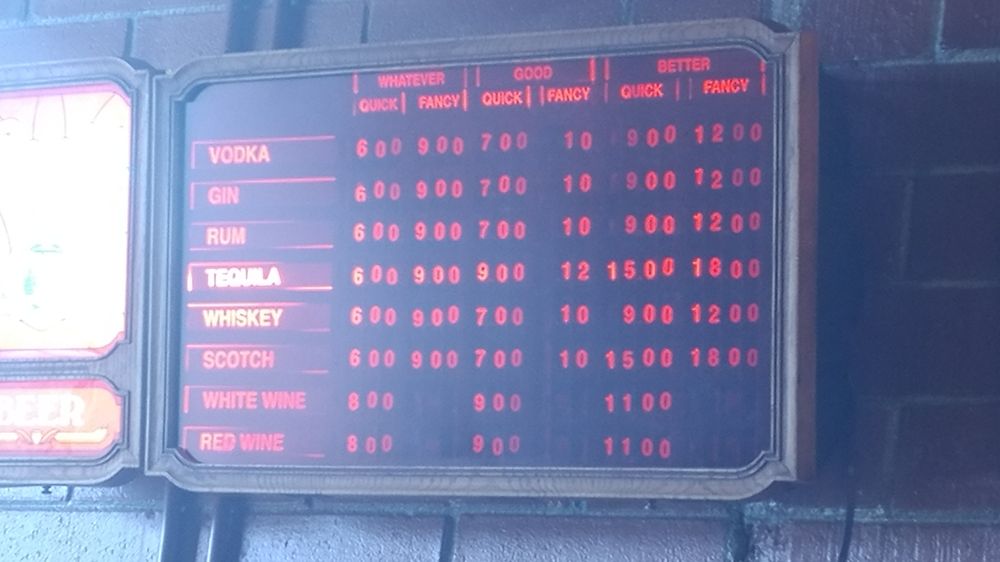 WHATEVER GOOD BETTER
QUICK FANCY QUICK FANCY QUICK FANCY
VODKA 600 900 700 10 900 1200
GIN 600 900 700 10 900 1200
RUM 600 900 700 10 900 1200
TEQUILA 600 900 900 12 1500 1800
WHISKEY 600 900 700 10 900 1200
SCOTCH 600 900 700 10 1500 1800
WHITE WINE 800 900 1100
RED WINE 800 900 1100
BEER